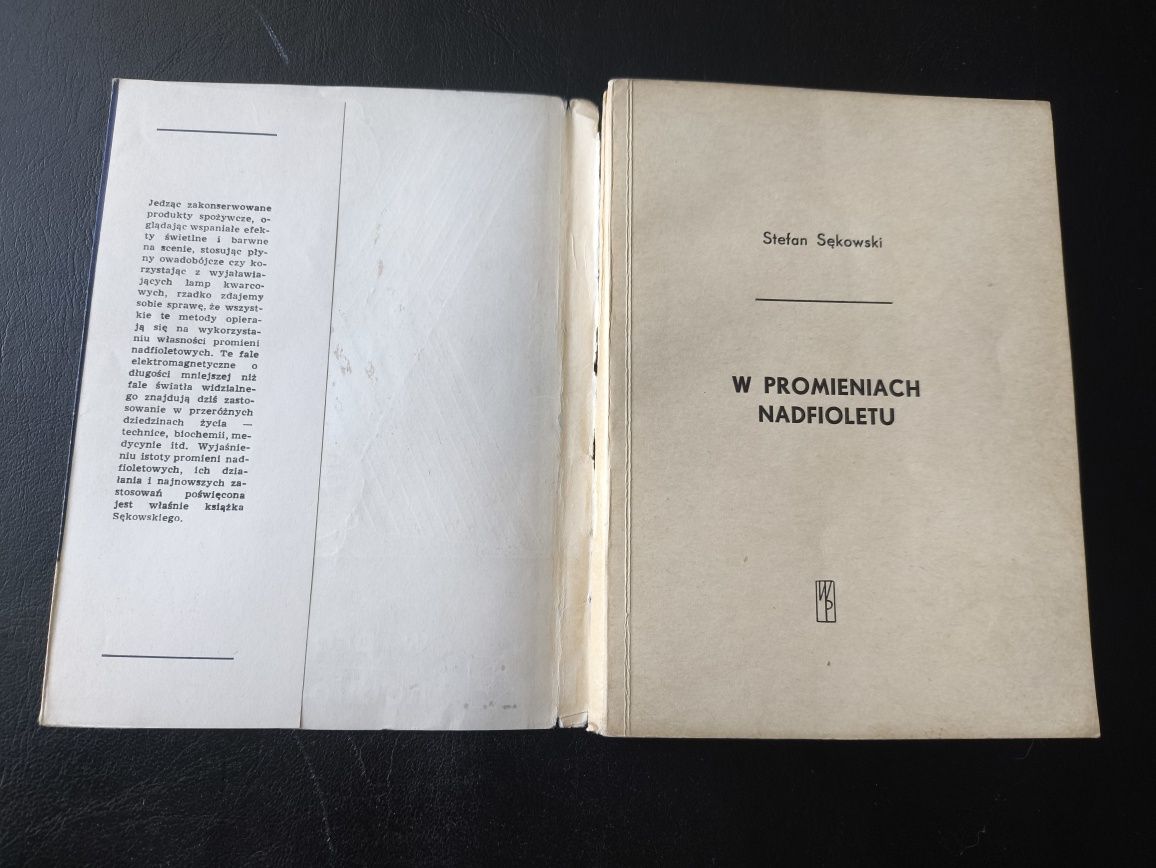 Jedząc zakonserwowane
produkty spożywcze, o-
glądając wspaniałe efek-
ty świetlne i barwne
na scenie, stosując pły-
ny owadobójcze czy ko-
rzystając z wyjaławia-
jących lamp kwarco-
wych, rzadko zdajemy
sobie sprawę, że wszyst-
kie te metody opiera-
ją się na wykorzysta-
niu własności promieni
nadfioletowych. Te fale
elektromagnetyczne o
długości mniejszej niż
fale światła widzialne-
go znajdują dziś zasto-
sowanie w przeróżnych
dziedzinach życia —
technice, biochemii, me-
dycynie itd. Wyjaśnie-
niu istoty promieni nad-
fioletowych, ich dzia-
łania i najnowszych za-
stosowań poświęcona
jest właśnie książka
Sękowskiego.
Stefan Sękowski
W PROMIENIACH
NADFIOLETU
WP